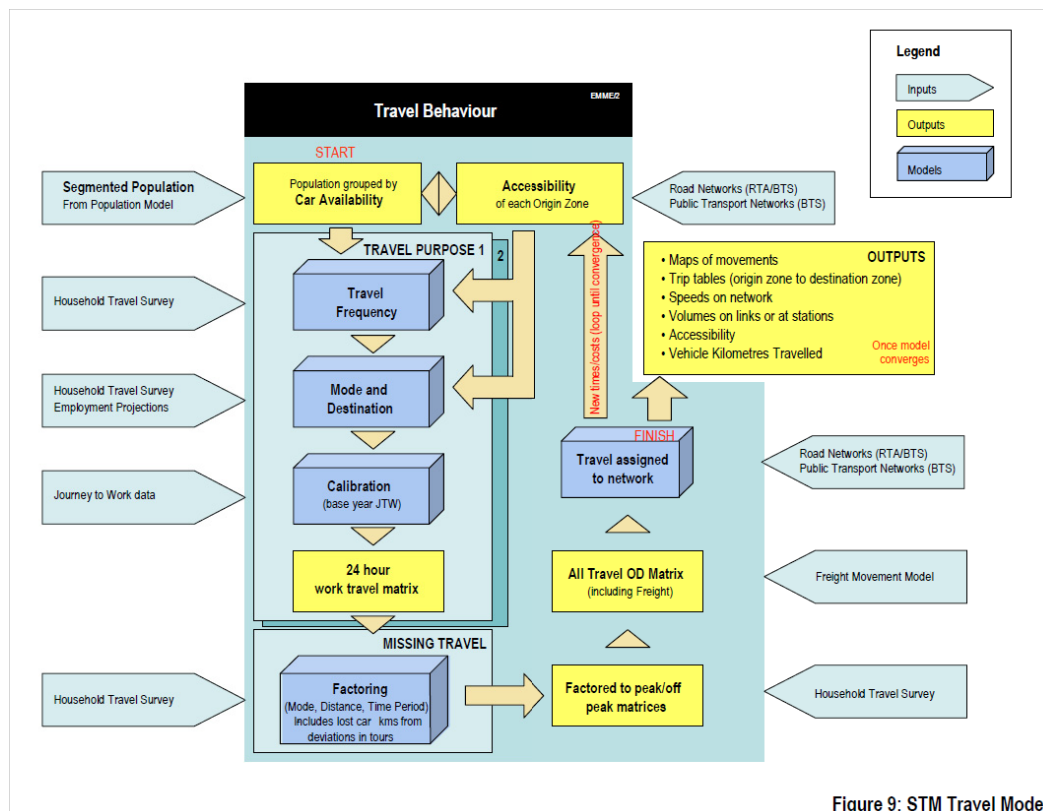 Legend
Inputs
Outputs
Models
EMME/2
Travel Behaviour
START
Segmented Population
From Population Model
Population grouped by
Car Availability
Accessibility
of each Origin Zone
Road Networks (RTA/BTS)
Public Transport Networks (BTS)
TRAVEL PURPOSE 1
2
Household Travel Survey
Travel
Frequency
New times/costs (loop until convergence)
OUTPUTS
• Maps of movements
• Trip tables (origin zone to destination zone)
• Speeds on network
• Volumes on links or at stations
• Accessibility
• Vehicle Kilometres Travelled
Once model
converges
Household Travel Survey
Employment Projections
Mode and
Destination
FINISH
Travel assigned
to network
Road Networks (RTA/BTS)
Public Transport Networks (BTS)
Journey to Work data
Calibration
(base year JTW)
24 hour
work travel matrix
All Travel OD Matrix
(including Freight)
Freight Movement Model
MISSING TRAVEL
Household Travel Survey
Factoring
(Mode, Distance, Time Period)
Includes lost car kms from
deviations in tours
Factored to peak/off
peak matrices
Household Travel Survey
Figure 9: STM Travel Mode